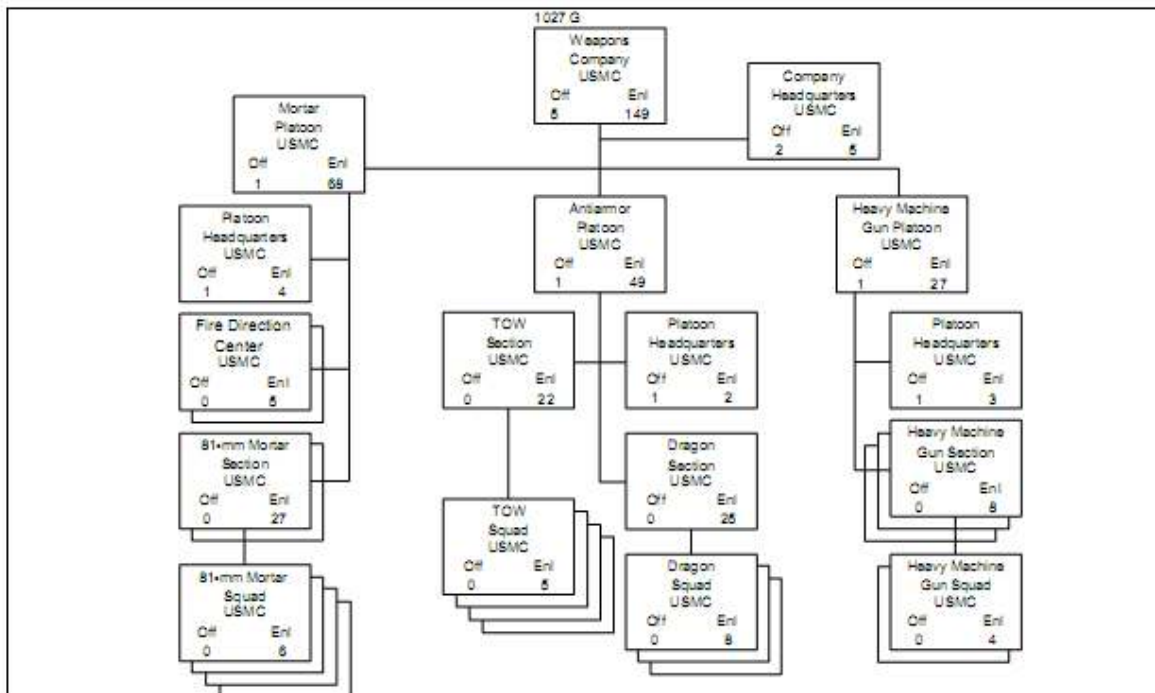 1027 G
Weapons
Company
USMC
Off Enl
5 149
Company
Headquarters
USMC
Off Enl
2 5
Mortar
Platoon
USMC
Off Enl
1 68
Platoon
Headquarters
USMC
Off Enl
1 4
Fire Direction
Center
USMC
Off Enl
0 5
81-mm Mortar
Section
USMC
Off Enl
0 27
81-mm Mortar
Squad
USMC
Off Enl
0 6
Antiarmor
Platoon
USMC
Off Enl
1 49
TOW
Section
USMC
Off Enl
0 22
Platoon
Headquarters
USMC
Off Enl
1 2
TOW
Squad
USMC
Off Enl
0 5
Dragon
Section
USMC
Off Enl
0 25
Dragon
Squad
USMC
Off Enl
0 8
Heavy Machine
Gun Platoon
USMC
Off Enl
1 27
Platoon
Headquarters
USMC
Off Enl
1 3
Heavy Machine
Gun Section
USMC
Off Enl
0 8
Heavy Machine
Gun Squad
USMC
Off Enl
0 4